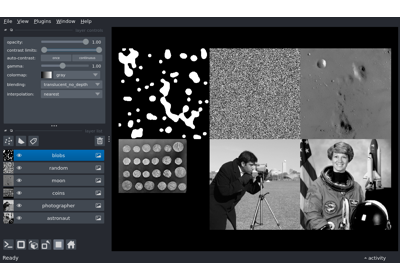 File View Plugins Window Help
opacity: 1.00
contrast limits:
auto-contrast: once continuous
gamma: 1.00
colormap: gray
blending: translucent_no_depth
interpolation: nearest
blobs
random
moon
coins
photographer
astronaut
Ready
activity